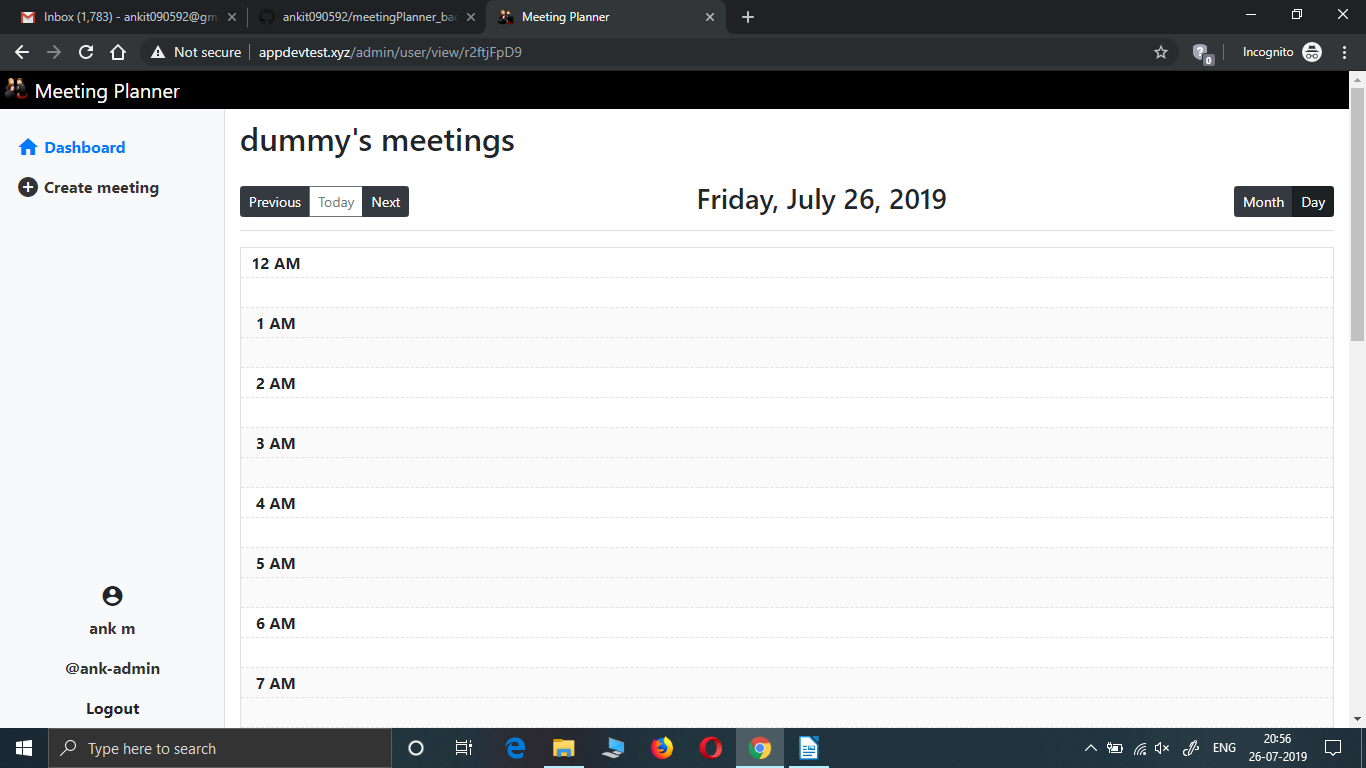 Inbox (1,783) - ankit090592@gm
ankit090592/meetingPlanner_bac
Meeting Planner
Not secure
appdevtest.xyz/admin/user/view/r2ftjFpD9
0
Incognito
Meeting Planner
Dashboard
Create meeting
dummy's meetings
Previous
Today
Next
Friday, July 26, 2019
Month
Day
12 AM
1 AM
2 AM
3 AM
4 AM
5 AM
6 AM
7 AM
ank m
@ank-admin
Logout
Type here to search
ENG
20:56
26-07-2019